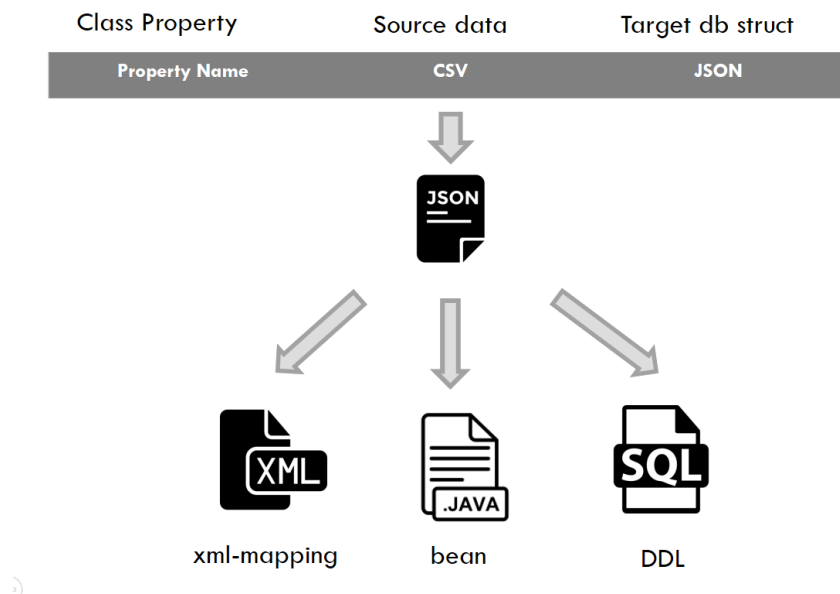 Class Property Source data Target db struct
Property Name CSV JSON
JSON
XML
.JAVA
SQL
xml-mapping bean DDL